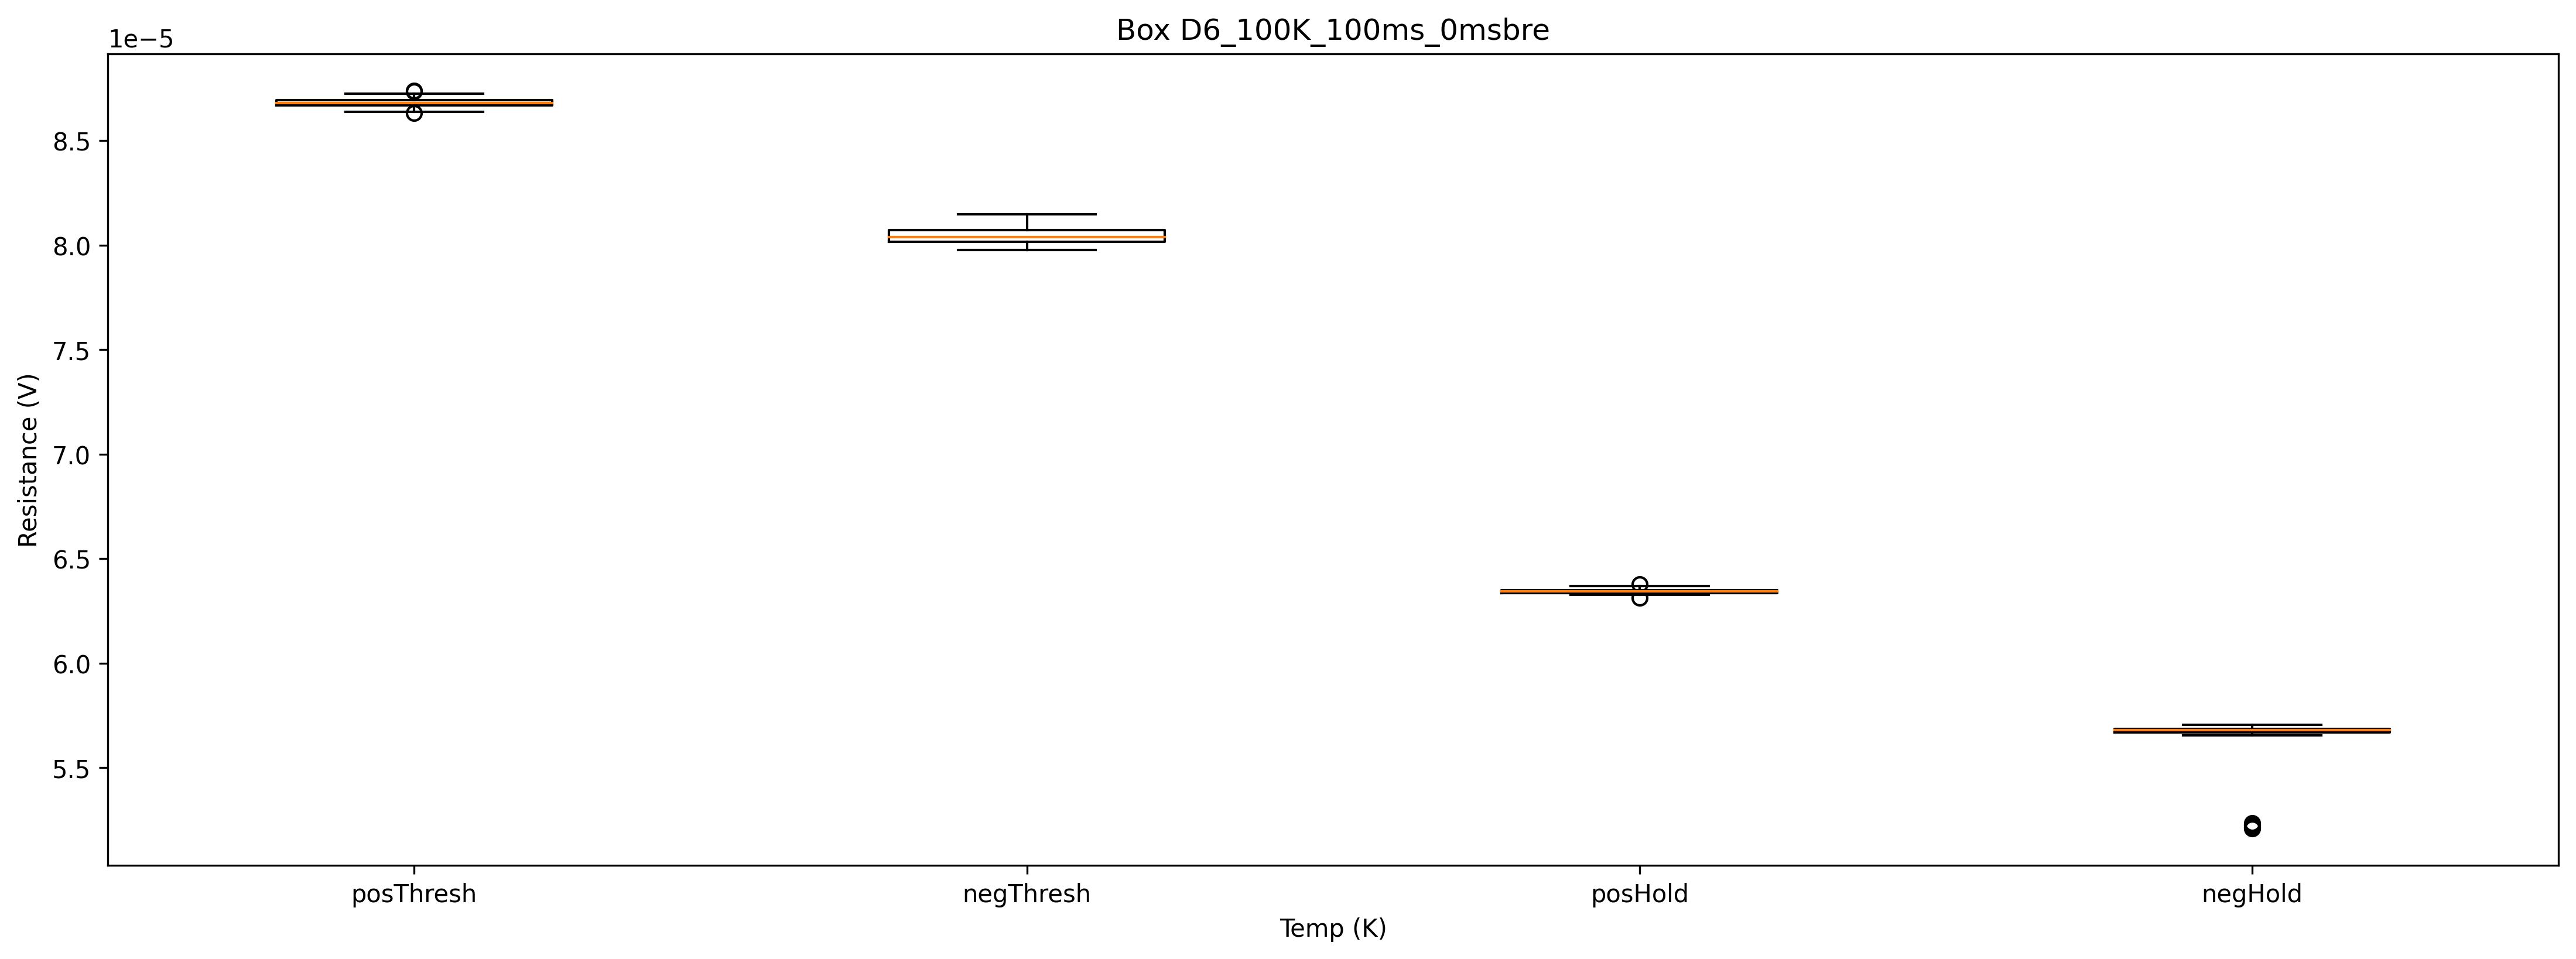 Box D6_100K_100ms_0msbre
1e−5
8.5
8.0
7.5
7.0
6.5
6.0
5.5
Resistance (V)
posThresh negThresh posHold negHold
Temp (K)